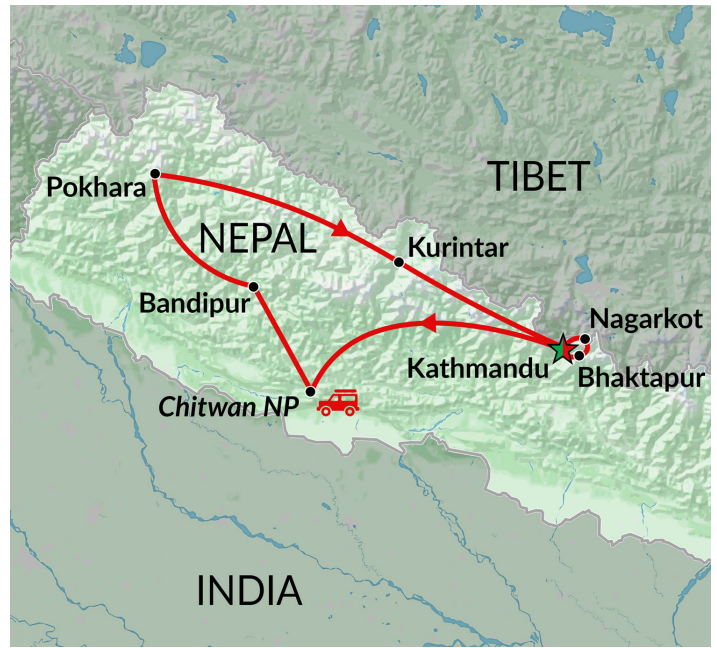 TIBET
Pokhara
NEPAL
Kurintar
Bandipur
Nagarkot
Kathmandu
Bhaktapur
Chitwan NP
INDIA